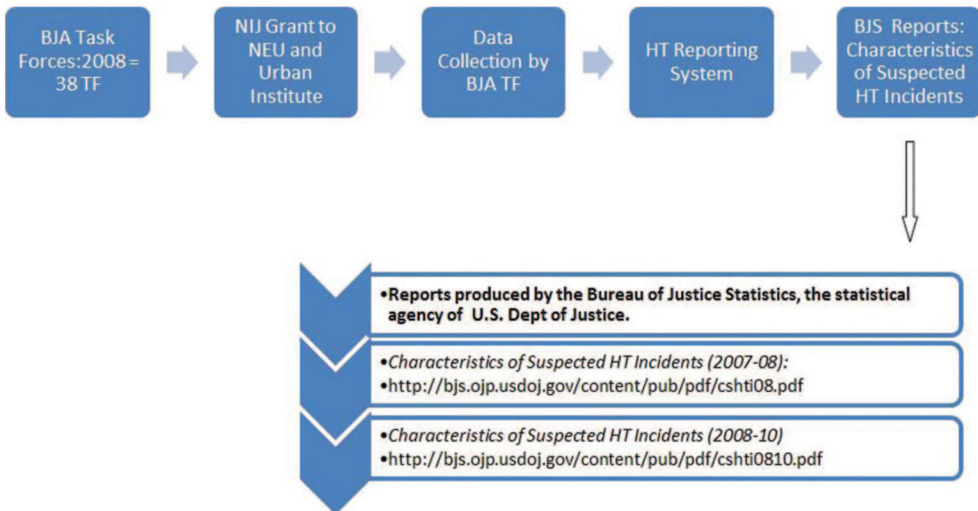 BJA Task
Forces:2008 =
38 TF
NIJ Grant to
NEU and
Urban
Institute
Data
Collection by
BJA TF
HT Reporting
System
BJS Reports:
Characteristics
of Suspected
HT Incidents
•Reports produced by the Bureau of Justice Statistics, the statistical
agency of U.S. Dept of Justice.
•Characteristics of Suspected HT Incidents (2007-08):
•http://bjs.ojp.usdoj.gov/content/pub/pdf/cshti08.pdf
•Characteristics of Suspected HT Incidents (2008-10)
•http://bjs.ojp.usdoj.gov/content/pub/pdf/cshti0810.pdf